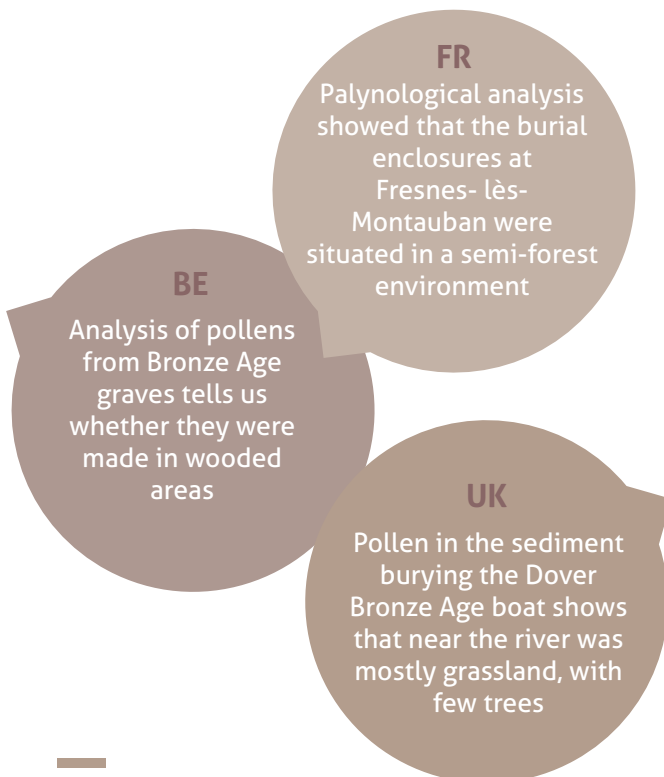 FR
Palynological analysis
showed that the burial
enclosures at
Fresnes- lès-
Montauban were
situated in a semi-forest
environment
BE
Analysis of pollens
from Bronze Age
graves tells us
whether they were
made in wooded
areas
UK
Pollen in the sediment
burying the Dover
Bronze Age boat shows
that near the river was
mostly grassland, with
few trees